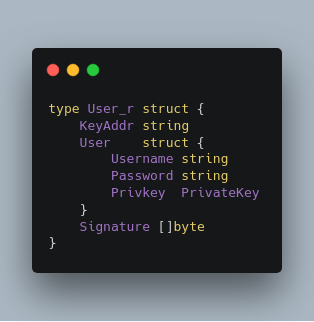 type User_r struct {
    KeyAddr string
    User    struct {
        Username string
        Password string
        Privkey  PrivateKey
    }
    Signature []byte
}